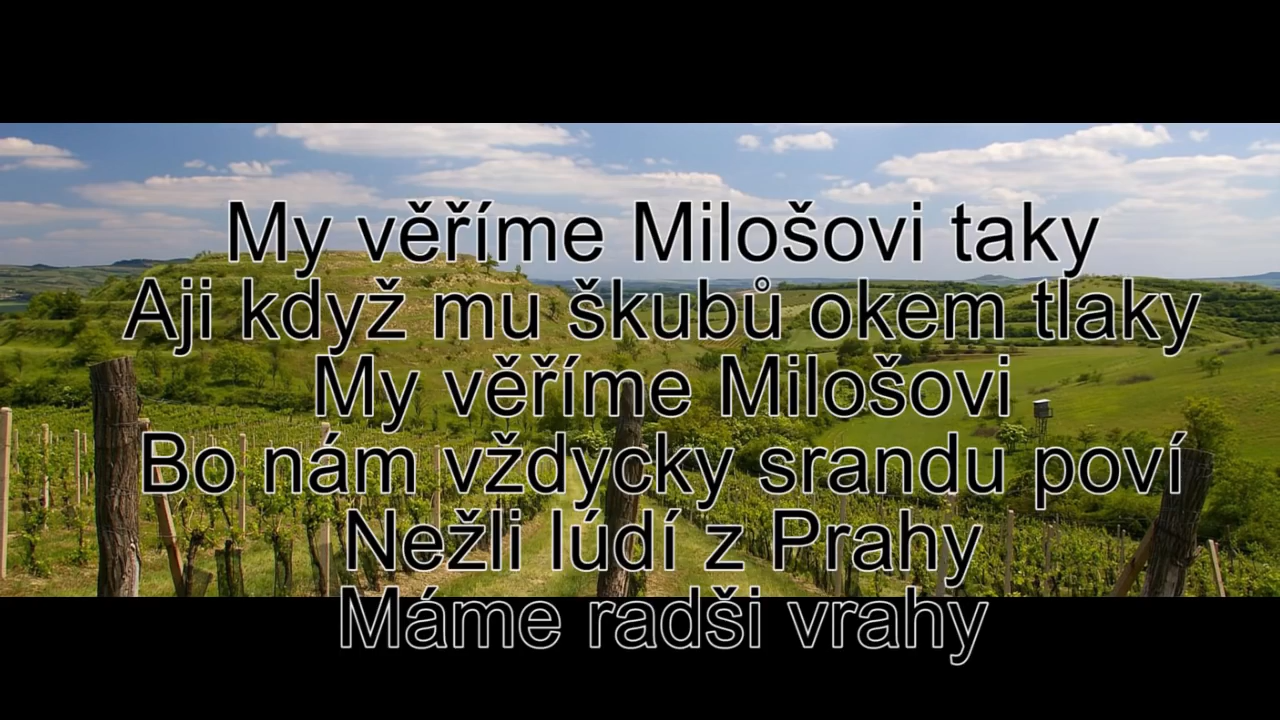 My věříme Milošovi taky
Aji když mu škubů okem tlaky
My věříme Milošovi
Bo nám vždycky srandu poví
Nežli lúdí z Prahy
Máme radši vrahy